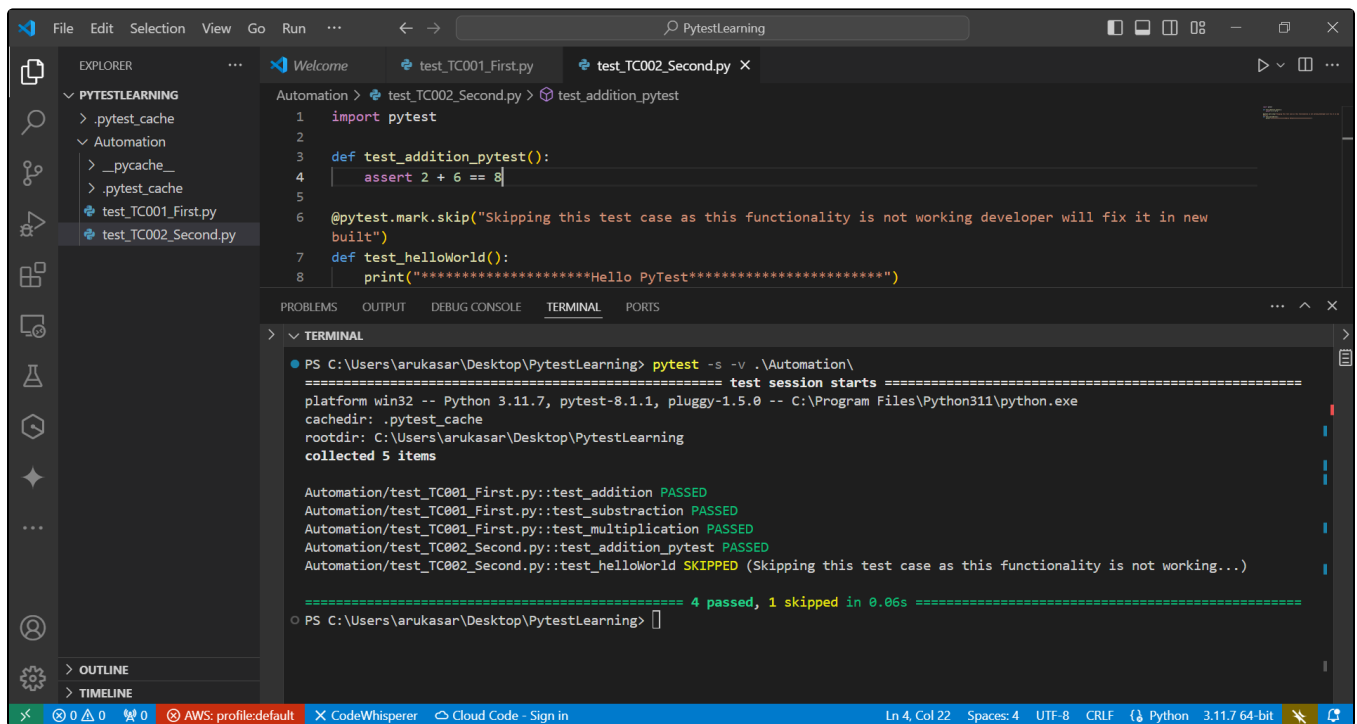 File Edit Selection View Go Run ··· ← → PytestLearning
EXPLORER ···
PYTESTLEARNING
.pytest_cache
Automation
__pycache__
.pytest_cache
test_TC001_First.py
test_TC002_Second.py
OUTLINE
TIMELINE
Welcome test_TC001_First.py test_TC002_Second.py
Automation > test_TC002_Second.py > test_addition_pytest
1 import pytest
2
3 def test_addition_pytest():
4 assert 2 + 6 == 8
5
6 @pytest.mark.skip("Skipping this test case as this functionality is not working developer will fix it in new
built")
7 def test_helloWorld():
8 print("*********************Hello PyTest************************")
PROBLEMS OUTPUT DEBUG CONSOLE TERMINAL PORTS
TERMINAL
PS C:\Users\arukasar\Desktop\PytestLearning> pytest -s -v .\Automation\
====================================================== test session starts ======================================================
platform win32 -- Python 3.11.7, pytest-8.1.1, pluggy-1.5.0 -- C:\Program Files\Python311\python.exe
cachedir: .pytest_cache
rootdir: C:\Users\arukasar\Desktop\PytestLearning
collected 5 items
Automation/test_TC001_First.py::test_addition PASSED
Automation/test_TC001_First.py::test_substraction PASSED
Automation/test_TC001_First.py::test_multiplication PASSED
Automation/test_TC002_Second.py::test_addition_pytest PASSED
Automation/test_TC002_Second.py::test_helloWorld SKIPPED (Skipping this test case as this functionality is not working...)
================================================= 4 passed, 1 skipped in 0.06s ==================================================
PS C:\Users\arukasar\Desktop\PytestLearning>
0 0 0 AWS: profile:default CodeWhisperer Cloud Code - Sign in Ln 4, Col 22 Spaces: 4 UTF-8 CRLF Python 3.11.7 64-bit